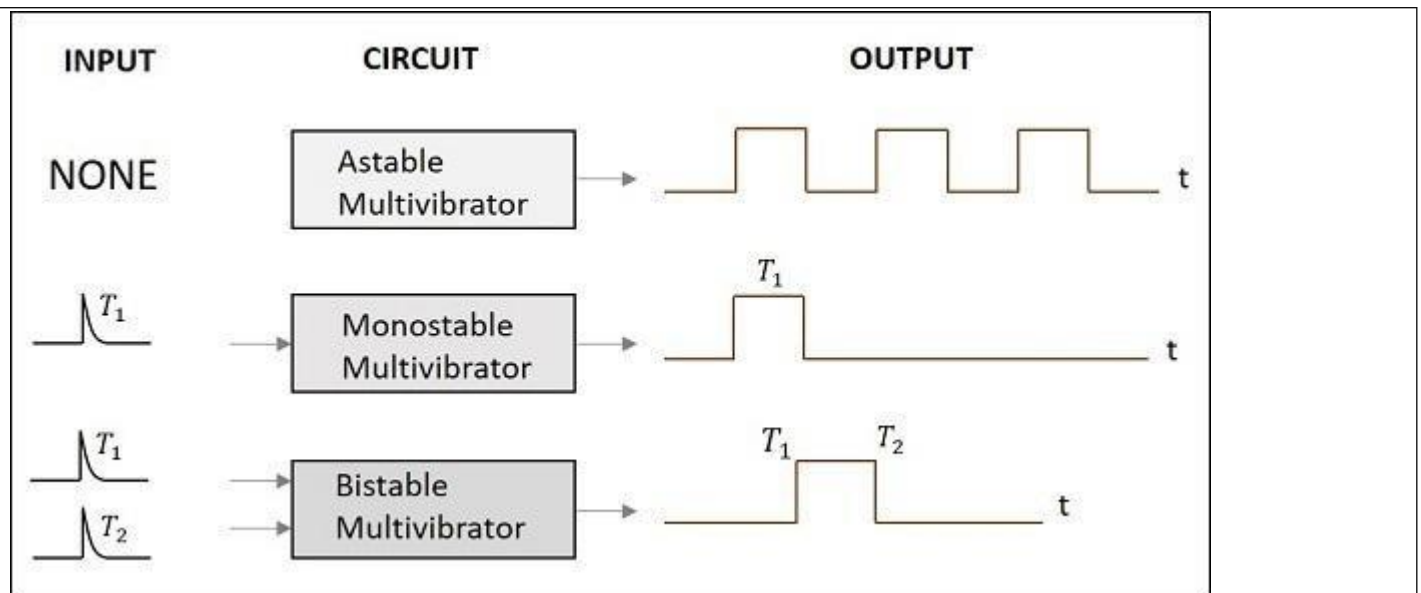 INPUT CIRCUIT OUTPUT
NONE
Astable
Multivibrator
t
T₁
Monostable
Multivibrator
T₁
t
T₁
T₂
Bistable
Multivibrator
T₁ T₂
t